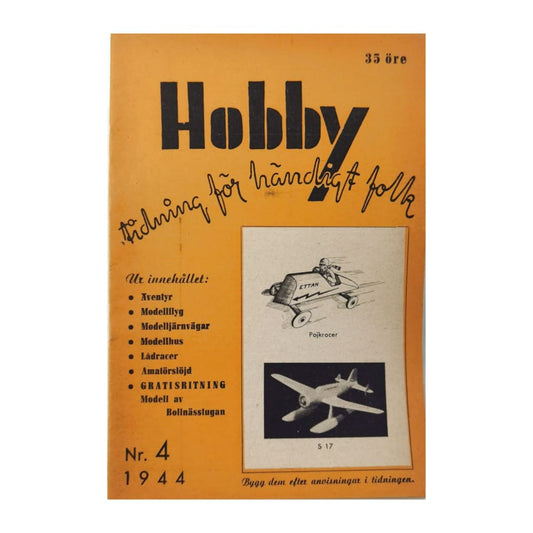 35 öre
Hobby
tidning för händigt folk
Ur innehållet:
• Äventyr
• Modellflyg
• Modelljärnvägar
• Modellhus
• Lådracer
• Amatörslöjd
• GRATISRITNING
Modell av
Bollnässtugan
ETTAN
Pojkracer
S 17
Nr. 4
1944
Bygg dem efter anvisningar i tidningen.